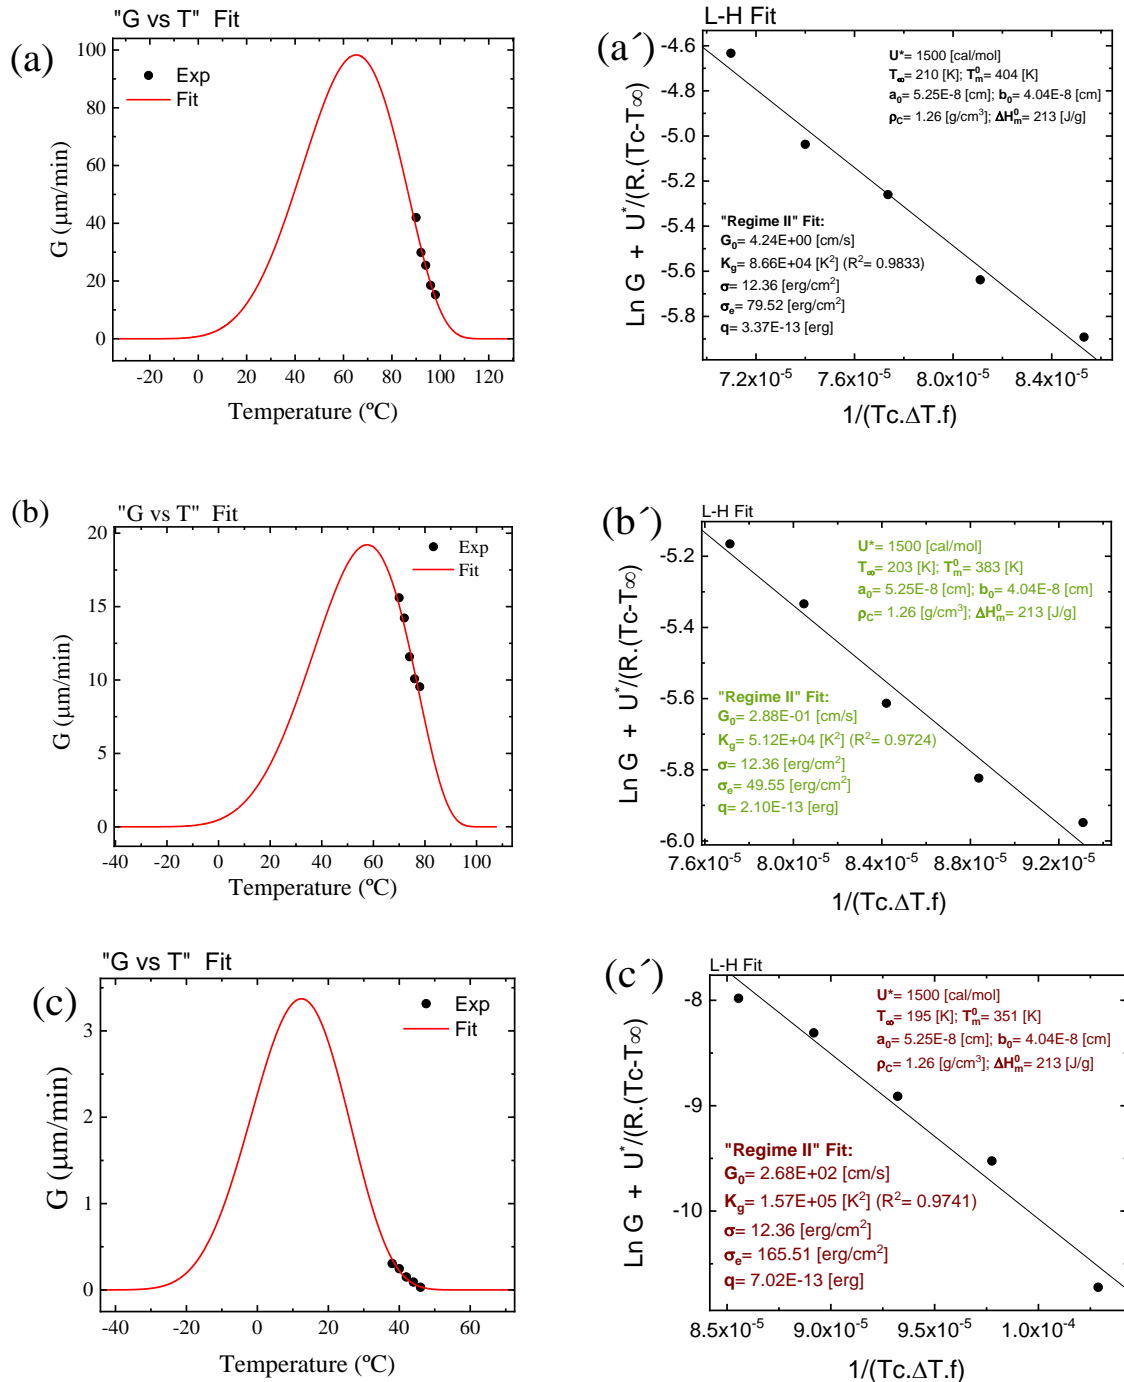 (a)
"G vs T" Fit
G (µm/min)
100
80
60
40
20
0
Exp
Fit
-20 0 20 40 60 80 100 120
Temperature (ºC)
(a´)
L-H Fit
Ln G + U*/(R.(Tc-T∞)
-4.6
-4.8
-5.0
-5.2
-5.4
-5.6
-5.8
U*= 1500 [cal/mol]
T∞= 210 [K]; T⁰m= 404 [K]
a₀= 5.25E-8 [cm]; b₀= 4.04E-8 [cm]
ρC= 1.26 [g/cm³]; ΔH⁰m= 213 [J/g]
"Regime II" Fit:
G₀= 4.24E+00 [cm/s]
Kg= 8.66E+04 [K²] (R²= 0.9833)
σ= 12.36 [erg/cm²]
σe= 79.52 [erg/cm²]
q= 3.37E-13 [erg]
7.2x10⁻⁵ 7.6x10⁻⁵ 8.0x10⁻⁵ 8.4x10⁻⁵
1/(Tc.ΔT.f)
(b)
"G vs T" Fit
G (µm/min)
20
15
10
5
0
Exp
Fit
-40 -20 0 20 40 60 80 100
Temperature (ºC)
(b´)
L-H Fit
Ln G + U*/(R.(Tc-T∞)
-5.2
-5.4
-5.6
-5.8
-6.0
U*= 1500 [cal/mol]
T∞= 203 [K]; T⁰m= 383 [K]
a₀= 5.25E-8 [cm]; b₀= 4.04E-8 [cm]
ρC= 1.26 [g/cm³]; ΔH⁰m= 213 [J/g]
"Regime II" Fit:
G₀= 2.88E-01 [cm/s]
Kg= 5.12E+04 [K²] (R²= 0.9724)
σ= 12.36 [erg/cm²]
σe= 49.55 [erg/cm²]
q= 2.10E-13 [erg]
7.6x10⁻⁵ 8.0x10⁻⁵ 8.4x10⁻⁵ 8.8x10⁻⁵ 9.2x10⁻⁵
1/(Tc.ΔT.f)
(c)
"G vs T" Fit
G (µm/min)
3
2
1
0
Exp
Fit
-40 -20 0 20 40 60
Temperature (ºC)
(c´)
L-H Fit
Ln G + U*/(R.(Tc-T∞)
-8
-9
-10
U*= 1500 [cal/mol]
T∞= 195 [K]; T⁰m= 351 [K]
a₀= 5.25E-8 [cm]; b₀= 4.04E-8 [cm]
ρC= 1.26 [g/cm³]; ΔH⁰m= 213 [J/g]
"Regime II" Fit:
G₀= 2.68E+02 [cm/s]
Kg= 1.57E+05 [K²] (R²= 0.9741)
σ= 12.36 [erg/cm²]
σe= 165.51 [erg/cm²]
q= 7.02E-13 [erg]
8.5x10⁻⁵ 9.0x10⁻⁵ 9.5x10⁻⁵ 1.0x10⁻⁴
1/(Tc.ΔT.f)